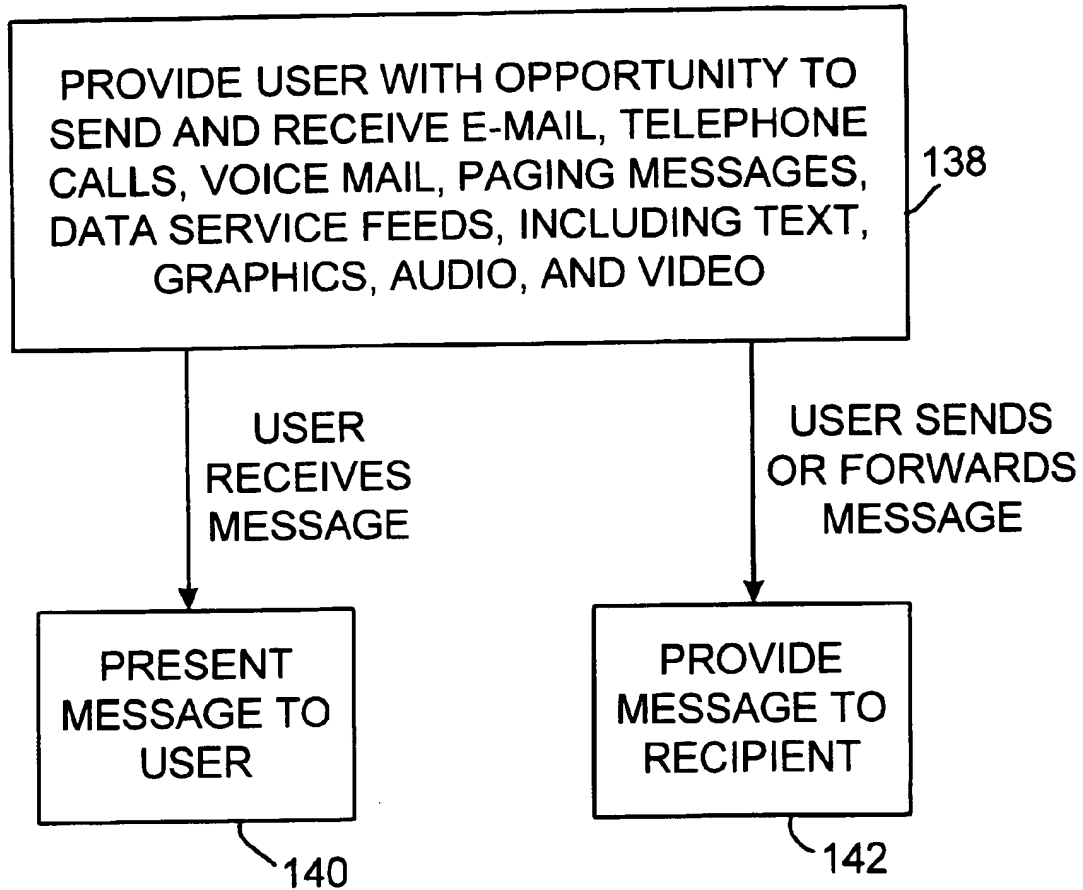 PROVIDE USER WITH OPPORTUNITY TO
SEND AND RECEIVE E-MAIL, TELEPHONE
CALLS, VOICE MAIL, PAGING MESSAGES,
DATA SERVICE FEEDS, INCLUDING TEXT,
GRAPHICS, AUDIO, AND VIDEO
138
USER
RECEIVES
MESSAGE
USER SENDS
OR FORWARDS
MESSAGE
PRESENT
MESSAGE TO
USER
140
PROVIDE
MESSAGE TO
RECIPIENT
142